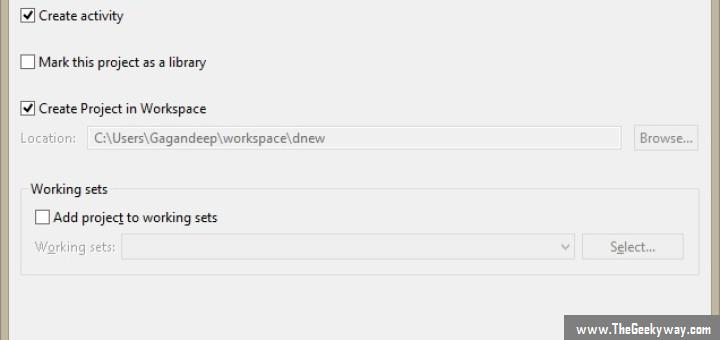 Create activity
Mark this project as a library
Create Project in Workspace
Location: C:\Users\Gagandeep\workspace\dnew Browse...
Working sets
Add project to working sets
Working sets: Select...
www.TheGeekyway.com